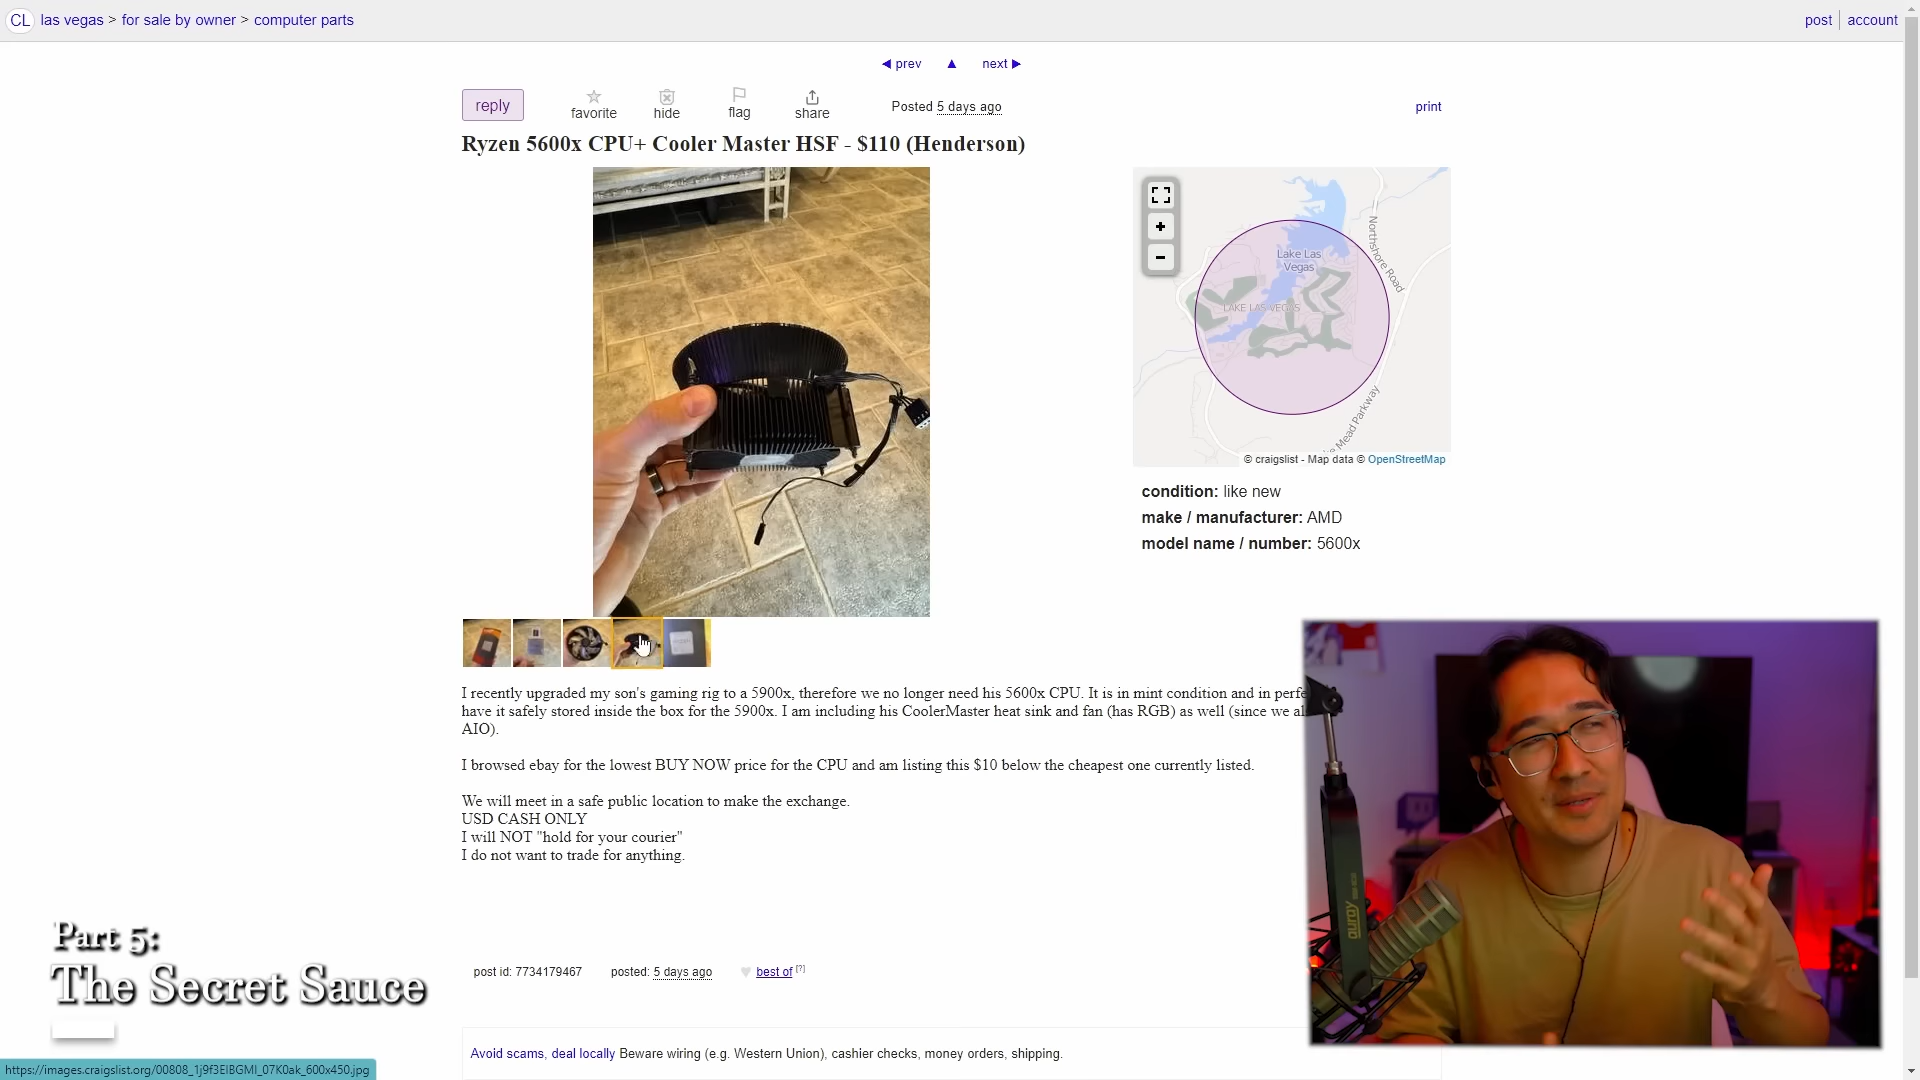 CL las vegas > for sale by owner > computer parts
post account
◀ prev ▲ next ▶
reply favorite hide flag share Posted 5 days ago print
Ryzen 5600x CPU+ Cooler Master HSF - $110 (Henderson)
+
-
Northshore Road
Lake Las
Vegas
LAKE LAS VEGAS
Mead Parkway
© craigslist - Map data © OpenStreetMap
condition: like new
make / manufacturer: AMD
model name / number: 5600x
I recently upgraded my son's gaming rig to a 5900x, therefore we no longer need his 5600x CPU. It is in mint condition and in
have it safely stored inside the box for the 5900x. I am including his CoolerMaster heat sink and fan (has RGB) as well (since we
AIO).
I browsed ebay for the lowest BUY NOW price for the CPU and am listing this $10 below the cheapest one currently listed.
We will meet in a safe public location to make the exchange.
USD CASH ONLY
I will NOT "hold for your courier"
I do not want to trade for anything.
post id: 7734179467 posted: 5 days ago ♥ best of [?]
Avoid scams, deal locally Beware wiring (e.g. Western Union), cashier checks, money orders, shipping.
Part 5:
The Secret Sauce
auray